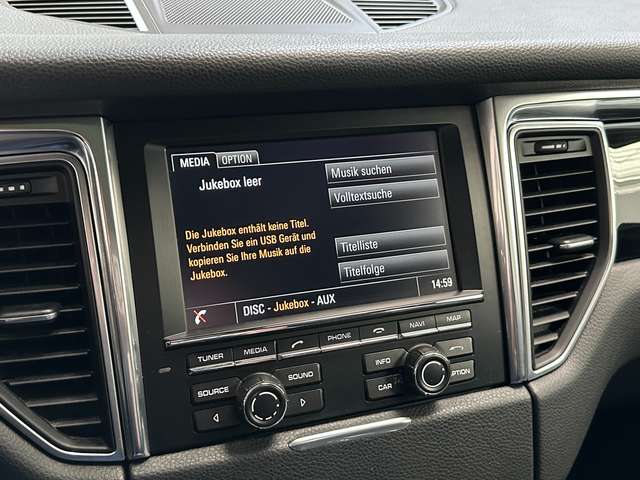 MEDIA OPTION
Jukebox leer
Musik suchen
Volltextsuche
Die Jukebox enthält keine Titel.
Verbinden Sie ein USB Gerät und
kopieren Sie Ihre Musik auf die
Jukebox.
Titelliste
Titelfolge
DISC - Jukebox - AUX
14:59
TUNER MEDIA PHONE NAVI MAP
SOURCE SOUND INFO
CAR OPTION